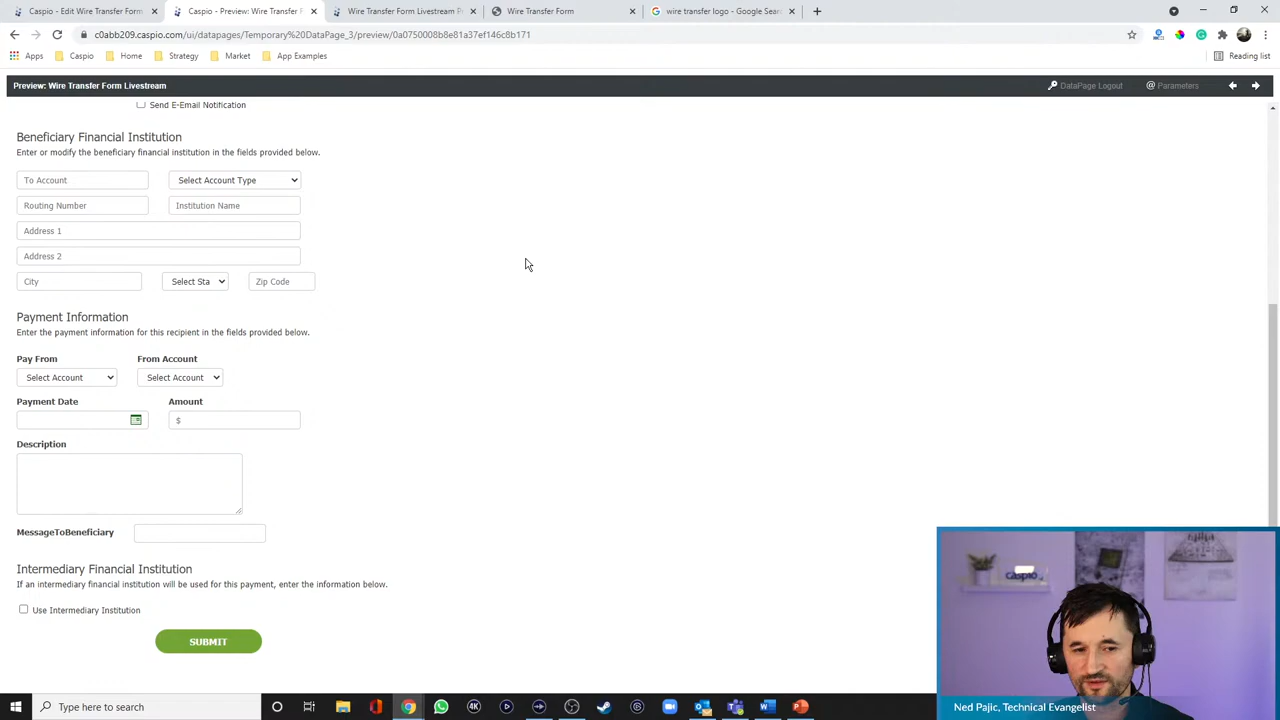 Caspio - Edit Wire Transfer Form
Caspio - Preview: Wire Transfer F
Wire Transfer Form Livestream P
Wire Transfer Form
wire transfer logo - Google Sear
c0abb209.caspio.com/ui/datapages/Temporary%20DataPage_3/preview/0a0750008b8e81a37ef146c8b171
Apps
Caspio
Home
Strategy
Market
App Examples
Reading list
Preview: Wire Transfer Form Livestream
DataPage Logout
@ Parameters
Send E-Email Notification
Beneficiary Financial Institution
Enter or modify the beneficiary financial institution in the fields provided below.
To Account
Select Account Type
Routing Number
Institution Name
Address 1
Address 2
City
Select Sta
Zip Code
Payment Information
Enter the payment information for this recipient in the fields provided below.
Pay From
From Account
Select Account
Select Account
Payment Date
Amount
$
Description
MessageToBeneficiary
Intermediary Financial Institution
If an intermediary financial institution will be used for this payment, enter the information below.
Use Intermediary Institution
SUBMIT
caspio
Ned Pajic, Technical Evangelist
Type here to search
4K